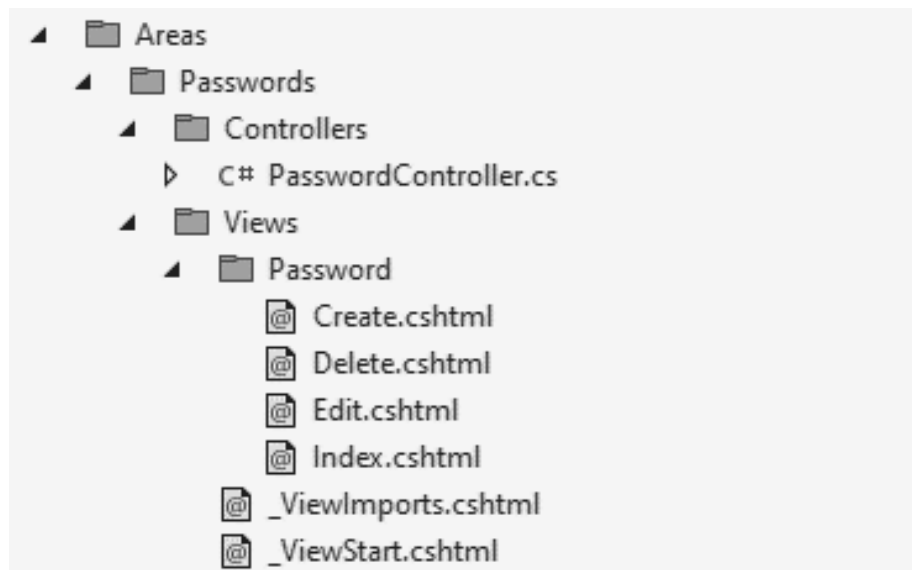 Areas
Passwords
Controllers
C# PasswordController.cs
Views
Password
@ Create.cshtml
@ Delete.cshtml
@ Edit.cshtml
@ Index.cshtml
@ _ViewImports.cshtml
@ _ViewStart.cshtml